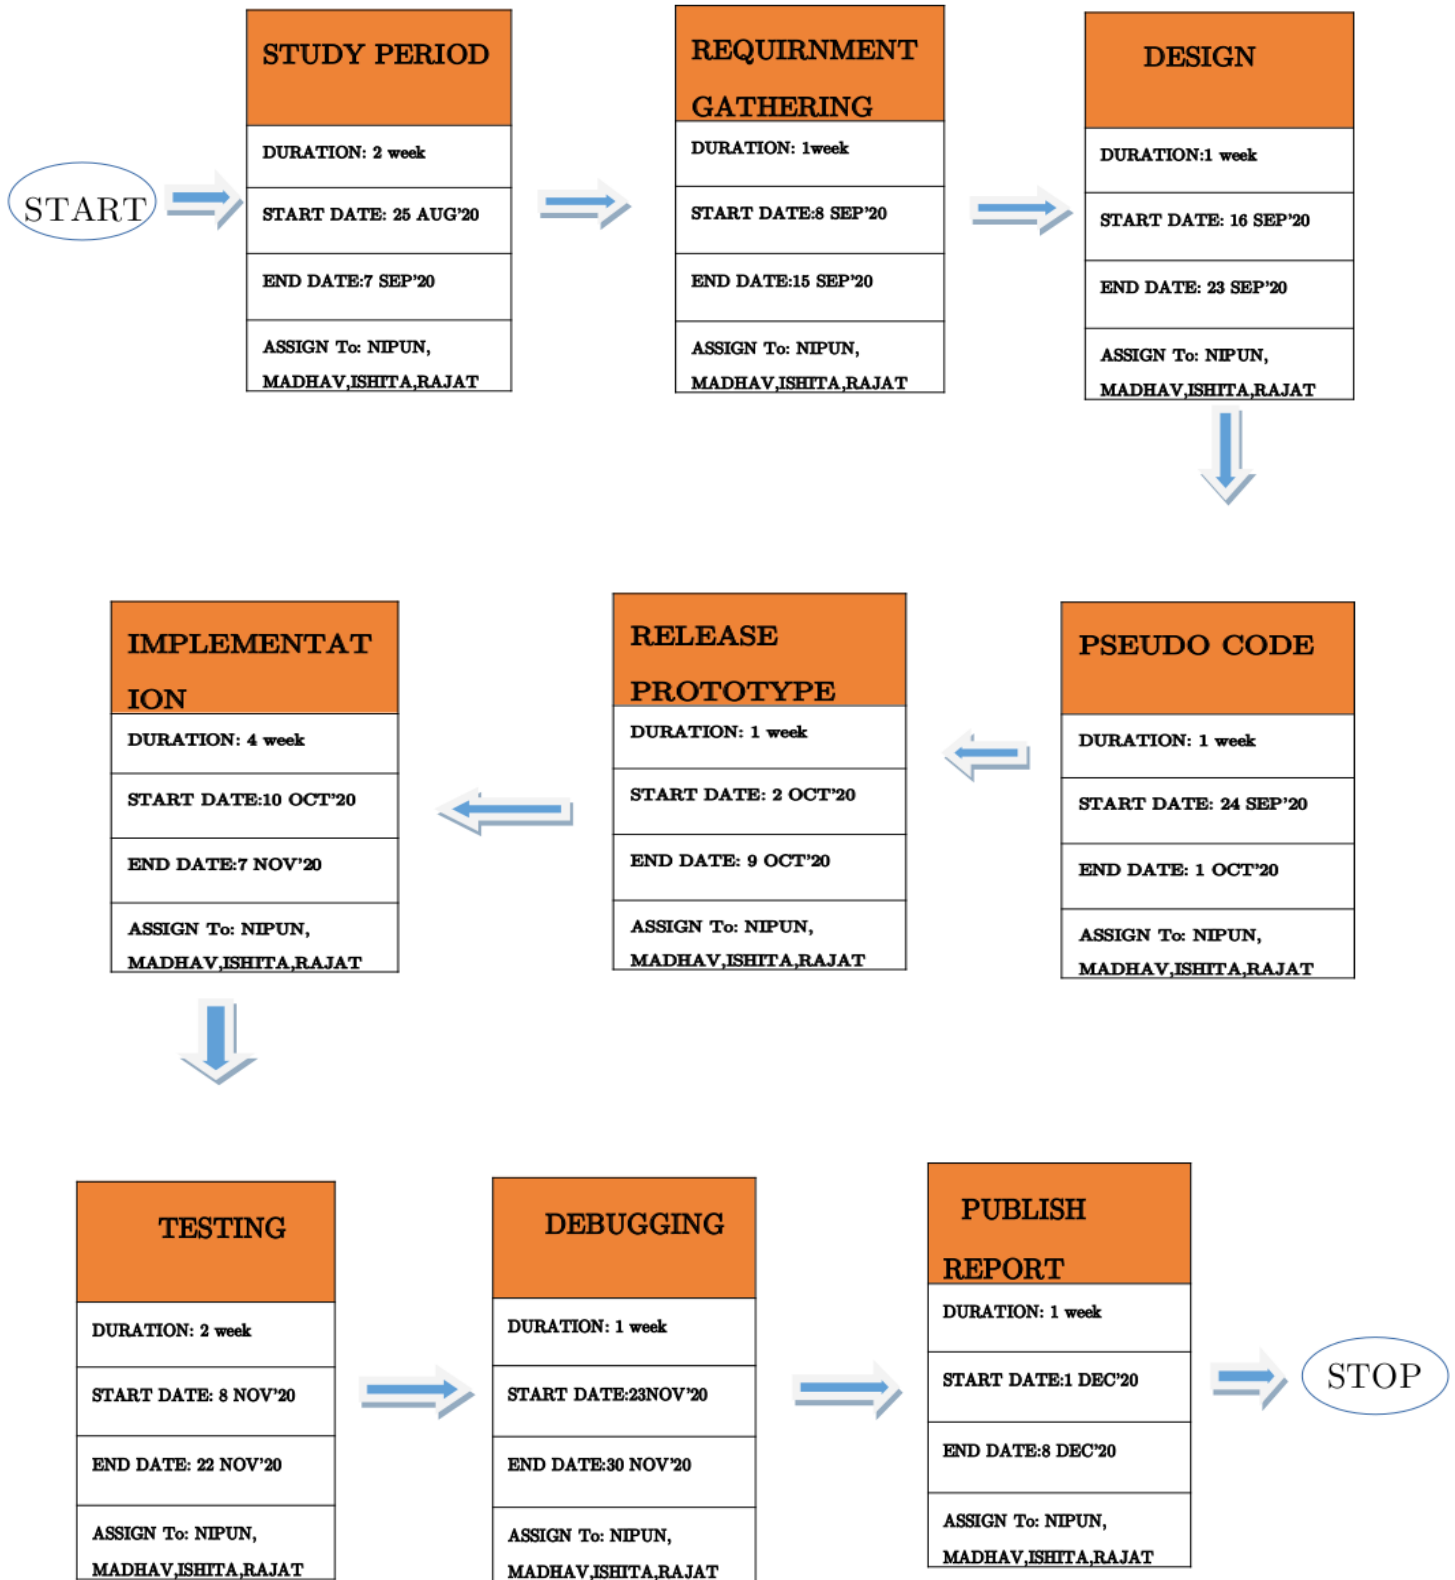 START
STUDY PERIOD
DURATION: 2 week
START DATE: 25 AUG'20
END DATE:7 SEP'20
ASSIGN To: NIPUN,
MADHAV,ISHITA,RAJAT
REQUIRNMENT
GATHERING
DURATION: 1week
START DATE:8 SEP'20
END DATE:15 SEP'20
ASSIGN To: NIPUN,
MADHAV,ISHITA,RAJAT
DESIGN
DURATION:1 week
START DATE: 16 SEP'20
END DATE: 23 SEP'20
ASSIGN To: NIPUN,
MADHAV,ISHITA,RAJAT
PSEUDO CODE
DURATION: 1 week
START DATE: 24 SEP'20
END DATE: 1 OCT'20
ASSIGN To: NIPUN,
MADHAV,ISHITA,RAJAT
RELEASE
PROTOTYPE
DURATION: 1 week
START DATE: 2 OCT'20
END DATE: 9 OCT'20
ASSIGN To: NIPUN,
MADHAV,ISHITA,RAJAT
IMPLEMENTAT
ION
DURATION: 4 week
START DATE:10 OCT'20
END DATE:7 NOV'20
ASSIGN To: NIPUN,
MADHAV,ISHITA,RAJAT
TESTING
DURATION: 2 week
START DATE: 8 NOV'20
END DATE: 22 NOV'20
ASSIGN To: NIPUN,
MADHAV,ISHITA,RAJAT
DEBUGGING
DURATION: 1 week
START DATE:23NOV'20
END DATE:30 NOV'20
ASSIGN To: NIPUN,
MADHAV,ISHITA,RAJAT
PUBLISH
REPORT
DURATION: 1 week
START DATE:1 DEC'20
END DATE:8 DEC'20
ASSIGN To: NIPUN,
MADHAV,ISHITA,RAJAT
STOP